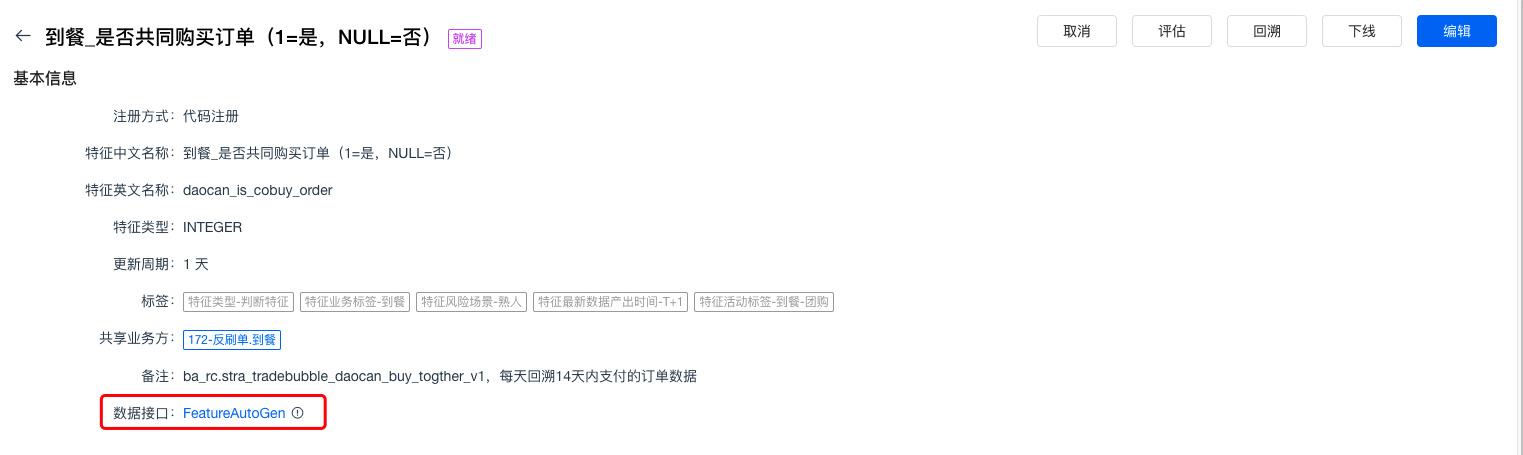 ← 到餐_是否共同购买订单（1=是，NULL=否） 就绪 取消 评估 回溯 下线 编辑
基本信息
注册方式： 代码注册
特征中文名称： 到餐_是否共同购买订单（1=是，NULL=否）
特征英文名称： daocan_is_cobuy_order
特征类型： INTEGER
更新周期： 1 天
标签： 特征类型-判断特征 特征业务标签-到餐 特征风险场景-熟人 特征最新数据产出时间-T+1 特征活动标签-到餐-团购
共享业务方： 172-反刷单.到餐
备注： ba_rc.stra_tradebubble_daocan_buy_togther_v1，每天回溯14天内支付的订单数据
数据接口： FeatureAutoGen